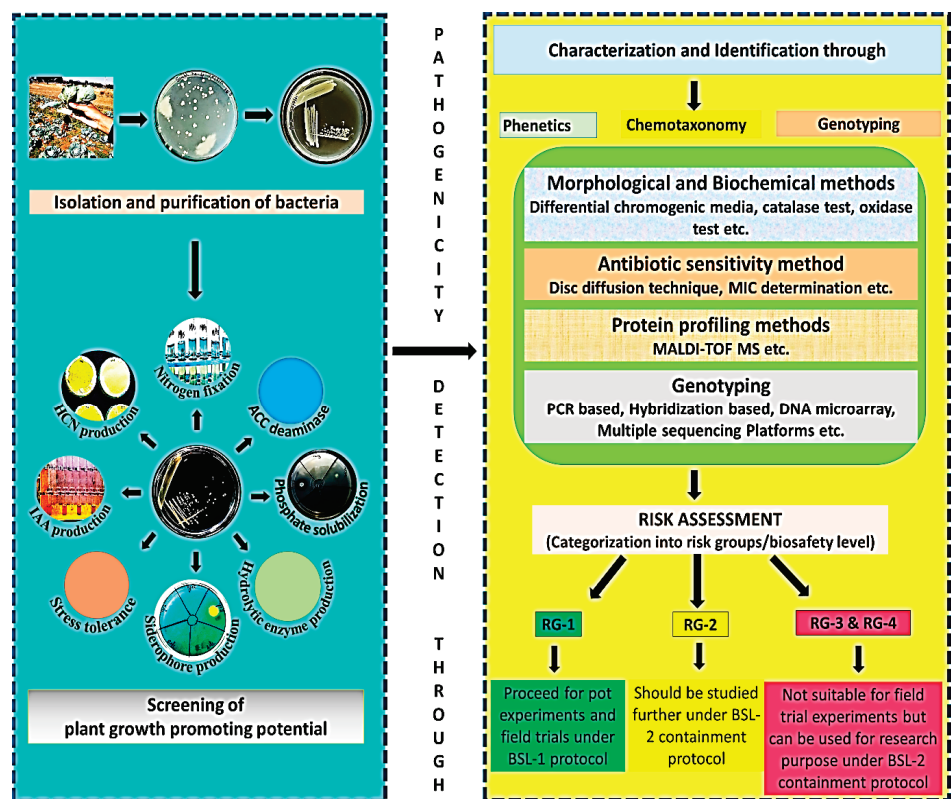 Isolation and purification of bacteria
Nitrogen fixation
HCN production
ACC deaminase
IAA production
Phosphate solubilization
Stress tolerance
Hydrolytic enzyme production
Siderophore production
Screening of
plant growth promoting potential
PATHOGENICITY DETECTION THROUGH
Characterization and Identification through
Phenetics
Chemotaxonomy
Genotyping
Morphological and Biochemical methods
Differential chromogenic media, catalase test, oxidase
test etc.
Antibiotic sensitivity method
Disc diffusion technique, MIC determination etc.
Protein profiling methods
MALDI-TOF MS etc.
Genotyping
PCR based, Hybridization based, DNA microarray,
Multiple sequencing Platforms etc.
RISK ASSESSMENT
(Categorization into risk groups/biosafety level)
RG-1
RG-2
RG-3 & RG-4
Proceed for pot
experiments and
field trials under
BSL-1 protocol
Should be studied
further under BSL-
2 containment
protocol
Not suitable for field
trial experiments but
can be used for research
purpose under BSL-2
containment protocol